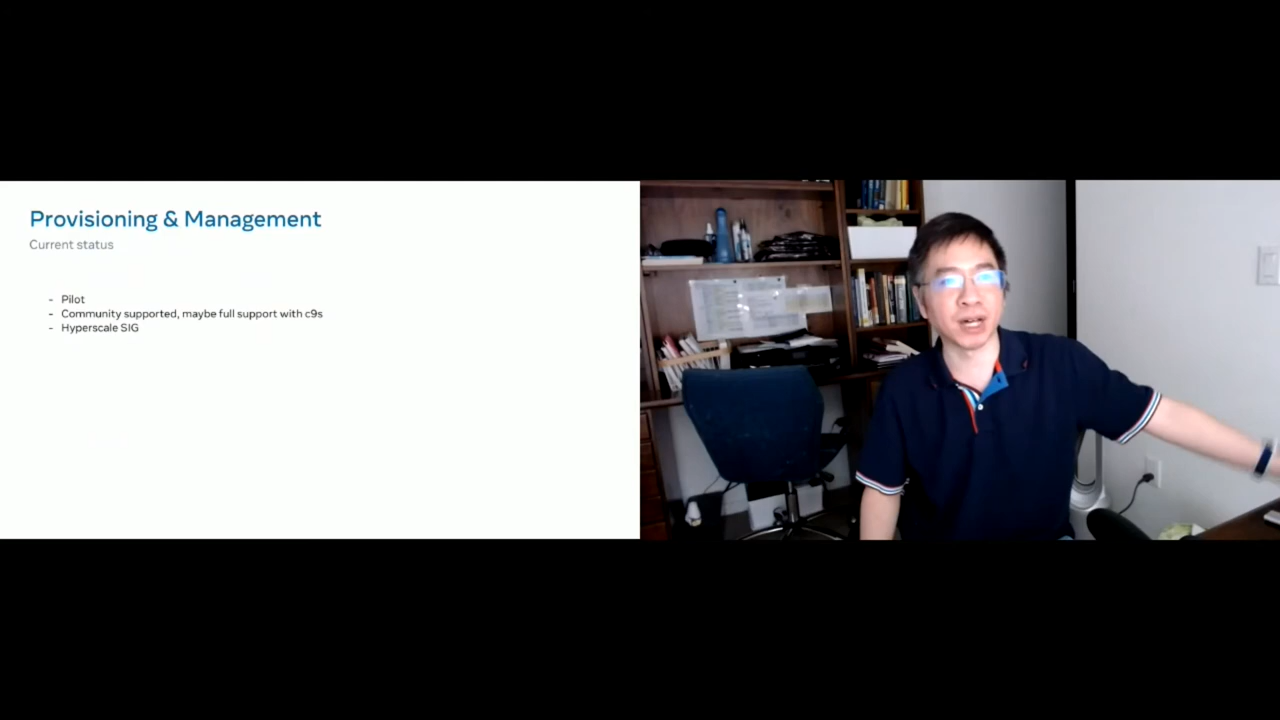 Provisioning & Management
Current status
- Pilot
- Community supported, maybe full support with c9s
- Hyperscale SIG